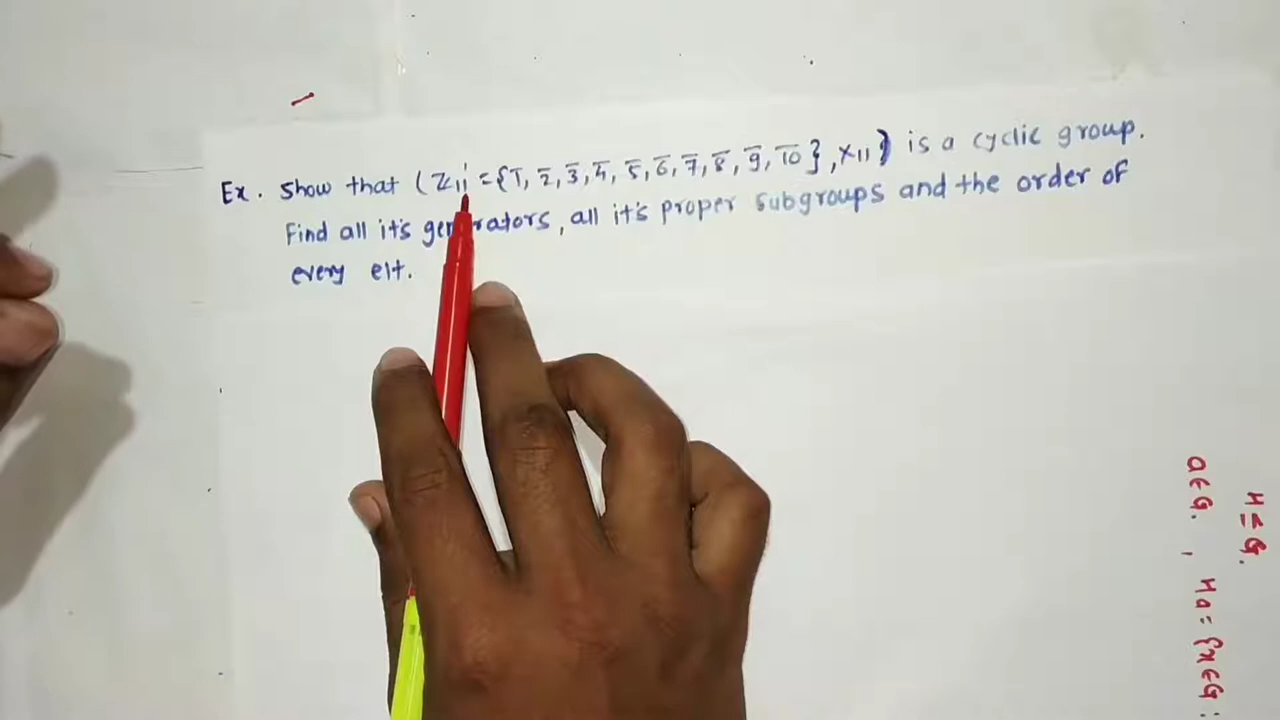 Ex. Show that (Z11' = {1̅, 2̅, 3̅, 4̅, 5̅, 6̅, 7̅, 8̅, 9̅, 1̅0̅}, ×11) is a cyclic group.
Find all it's generators, all it's proper subgroups and the order of
every elt.
H ≤ G.
a ∈ G. , Ha = {x ∈ G :